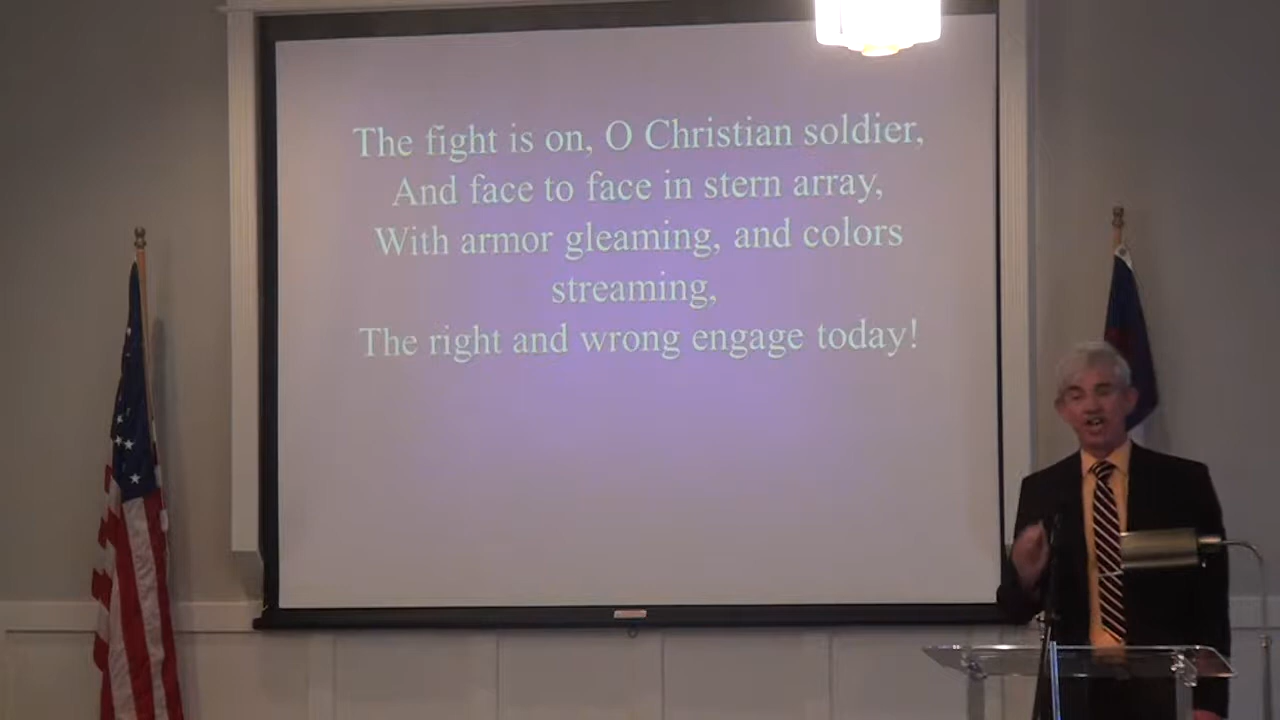 The fight is on, O Christian soldier,
And face to face in stern array,
With armor gleaming, and colors
streaming,
The right and wrong engage today!